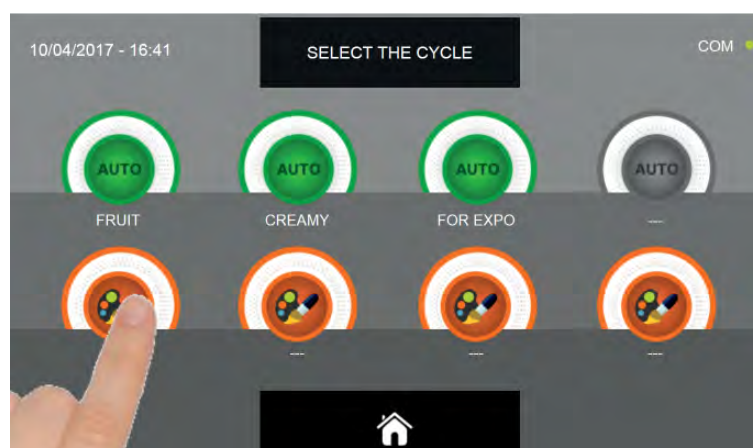 10/04/2017 - 16:41
SELECT THE CYCLE
COM
AUTO
AUTO
AUTO
AUTO
FRUIT
CREAMY
FOR EXPO
---
---
---
---